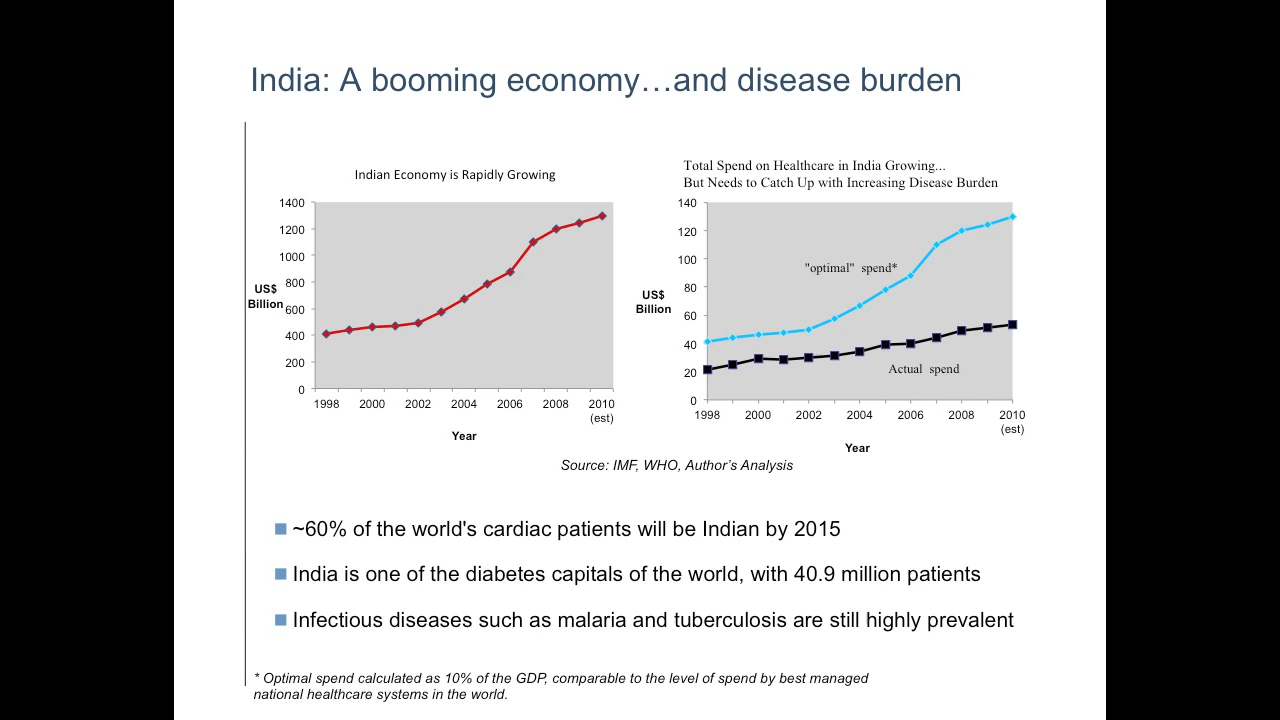 India: A booming economy…and disease burden
Indian Economy is Rapidly Growing
1400
1200
1000
800
600
400
200
0
US$
Billion
1998 2000 2002 2004 2006 2008 2010
(est)
Year
Total Spend on Healthcare in India Growing...
But Needs to Catch Up with Increasing Disease Burden
140
120
100
80
60
40
20
0
US$
Billion
"optimal" spend*
Actual spend
1998 2000 2002 2004 2006 2008 2010
(est)
Year
Source: IMF, WHO, Author's Analysis
~60% of the world's cardiac patients will be Indian by 2015
India is one of the diabetes capitals of the world, with 40.9 million patients
Infectious diseases such as malaria and tuberculosis are still highly prevalent
* Optimal spend calculated as 10% of the GDP, comparable to the level of spend by best managed
national healthcare systems in the world.